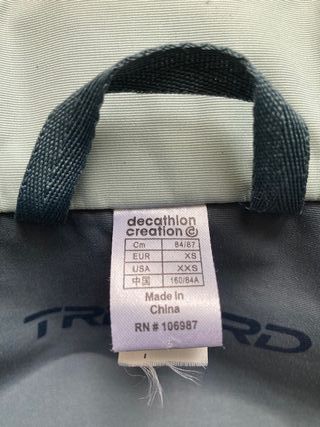 decathlon
creation ©
Cm 84/87
EUR XS
USA XXS
中国 160/84A
Made in
China
RN # 106987